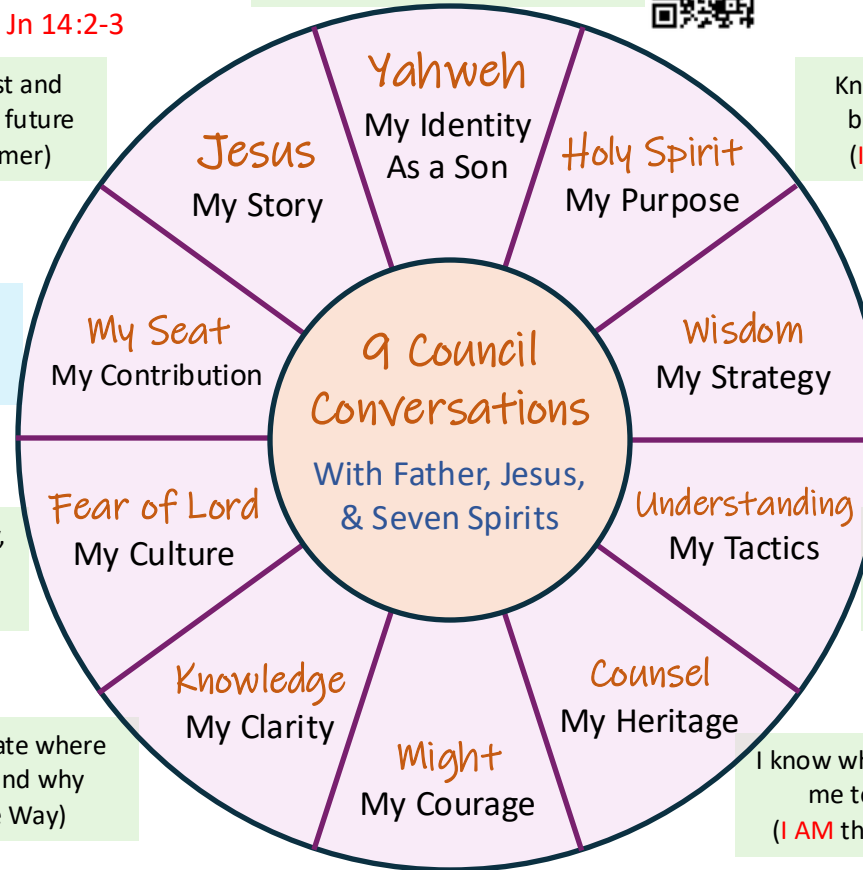 Jn 14:2-3
st and
future
mer)
Kn
b
(I
Yahweh
My Identity
As a Son
Holy Spirit
My Purpose
Wisdom
My Strategy
Understanding
My Tactics
Counsel
My Heritage
Might
My Courage
Knowledge
My Clarity
Fear of Lord
My Culture
My Seat
My Contribution
Jesus
My Story
9 Council
Conversations
With Father, Jesus,
& Seven Spirits
,
ate where
nd why
Way)
I know wh
me to
(I AM th